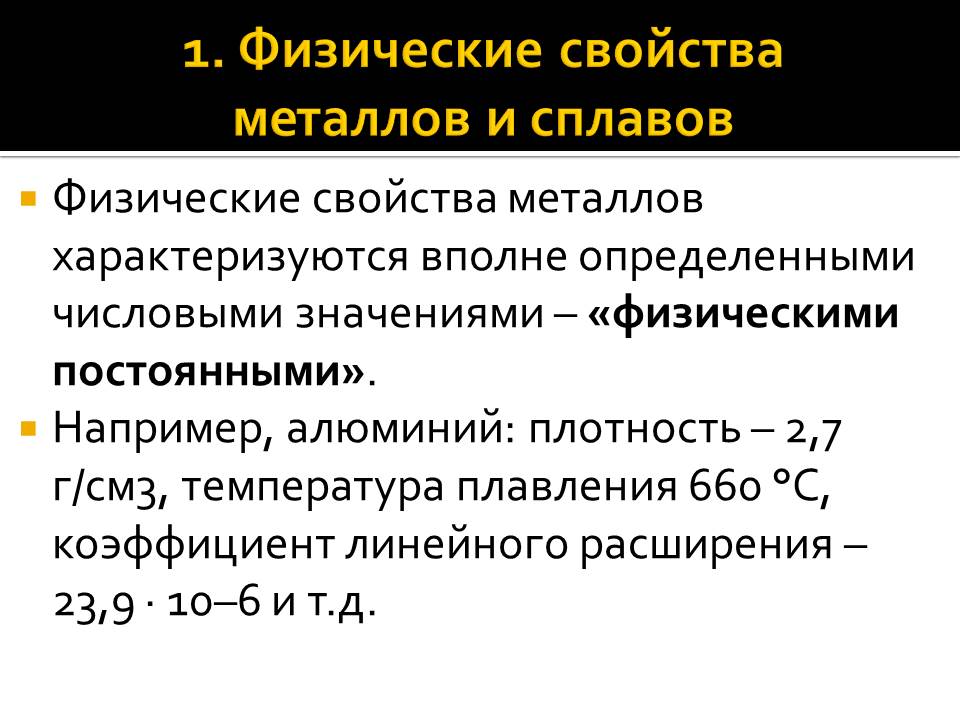 1. Физические свойства
металлов и сплавов
▪ Физические свойства металлов
характеризуются вполне определенными
числовыми значениями – «физическими
постоянными».
▪ Например, алюминий: плотность – 2,7
г/см3, температура плавления 660 °С,
коэффициент линейного расширения –
23,9 · 10–6 и т.д.